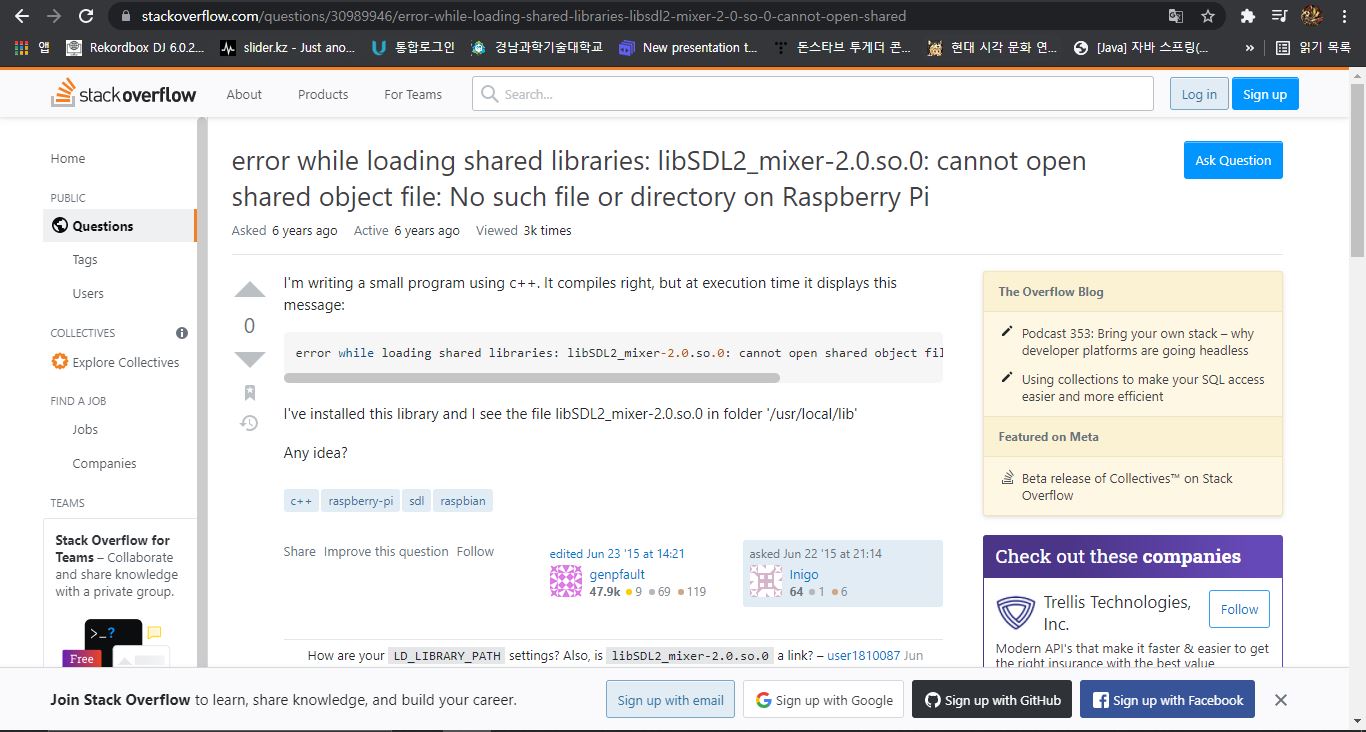 stackoverflow.com/questions/30989946/error-while-loading-shared-libraries-libsdl2-mixer-2-0-so-0-cannot-open-shared
앱 Rekordbox DJ 6.0.2... slider.kz - Just ano... 통합로그인 경남과학기술대학교 New presentation t... 돈스타브 투게더 콘... 현대 시각 문화 연... [Java] 자바 스프링(... » 읽기 목록
stackoverflow About Products For Teams Search... Log in Sign up
Home
PUBLIC
Questions
Tags
Users
COLLECTIVES
Explore Collectives
FIND A JOB
Jobs
Companies
TEAMS
Stack Overflow for
Teams – Collaborate
and share knowledge
with a private group.
>_?
Free
error while loading shared libraries: libSDL2_mixer-2.0.so.0: cannot open
shared object file: No such file or directory on Raspberry Pi
Ask Question
Asked 6 years ago Active 6 years ago Viewed 3k times
0
I'm writing a small program using c++. It compiles right, but at execution time it displays this
message:
error while loading shared libraries: libSDL2_mixer-2.0.so.0: cannot open shared object fil
I've installed this library and I see the file libSDL2_mixer-2.0.so.0 in folder '/usr/local/lib'
Any idea?
c++ raspberry-pi sdl raspbian
Share Improve this question Follow
edited Jun 23 '15 at 14:21
genpfault
47.9k 9 69 119
asked Jun 22 '15 at 21:14
Inigo
64 1 6
How are your LD_LIBRARY_PATH settings? Also, is libSDL2_mixer-2.0.so.0 a link? – user1810087 Jun
The Overflow Blog
Podcast 353: Bring your own stack – why
developer platforms are going headless
Using collections to make your SQL access
easier and more efficient
Featured on Meta
Beta release of Collectives™ on Stack
Overflow
Check out these companies
Trellis Technologies,
Inc.
Follow
Modern API's that make it faster & easier to get
the right insurance with the best value
Join Stack Overflow to learn, share knowledge, and build your career.
Sign up with email
Sign up with Google
Sign up with GitHub
Sign up with Facebook